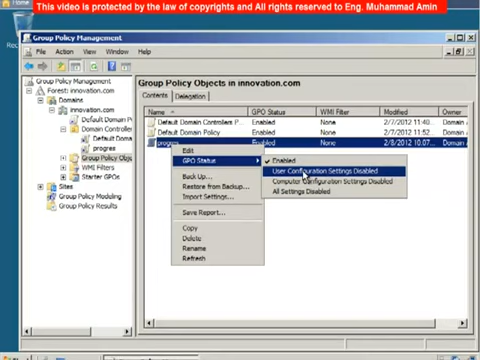 Home
This video is protected by the law of copyrights and All rights reserved to Eng. Muhammad Amin
Group Policy Management
File Action View Window Help
Group Policy Management
Forest: innovation.com
Domains
innovation.com
Default Domain P
Domain Controllers
Default Domain
progres
Group Policy Obje
WMI Filters
Starter GPOs
Sites
Group Policy Modeling
Group Policy Results
Group Policy Objects in innovation.com
Contents Delegation
Name GPO Status WMI Filter Modified Owner
Default Domain Controllers P... Enabled None 2/7/2012 11:40... Domain
Default Domain Policy Enabled None 2/7/2012 11:52... Domain
progres Enabled None 2/8/2012 10:07... Domain
Edit
GPO Status
Back Up...
Restore from Backup...
Import Settings...
Save Report...
Copy
Delete
Rename
Refresh
Enabled
User Configuration Settings Disabled
Computer Configuration Settings Disabled
All Settings Disabled